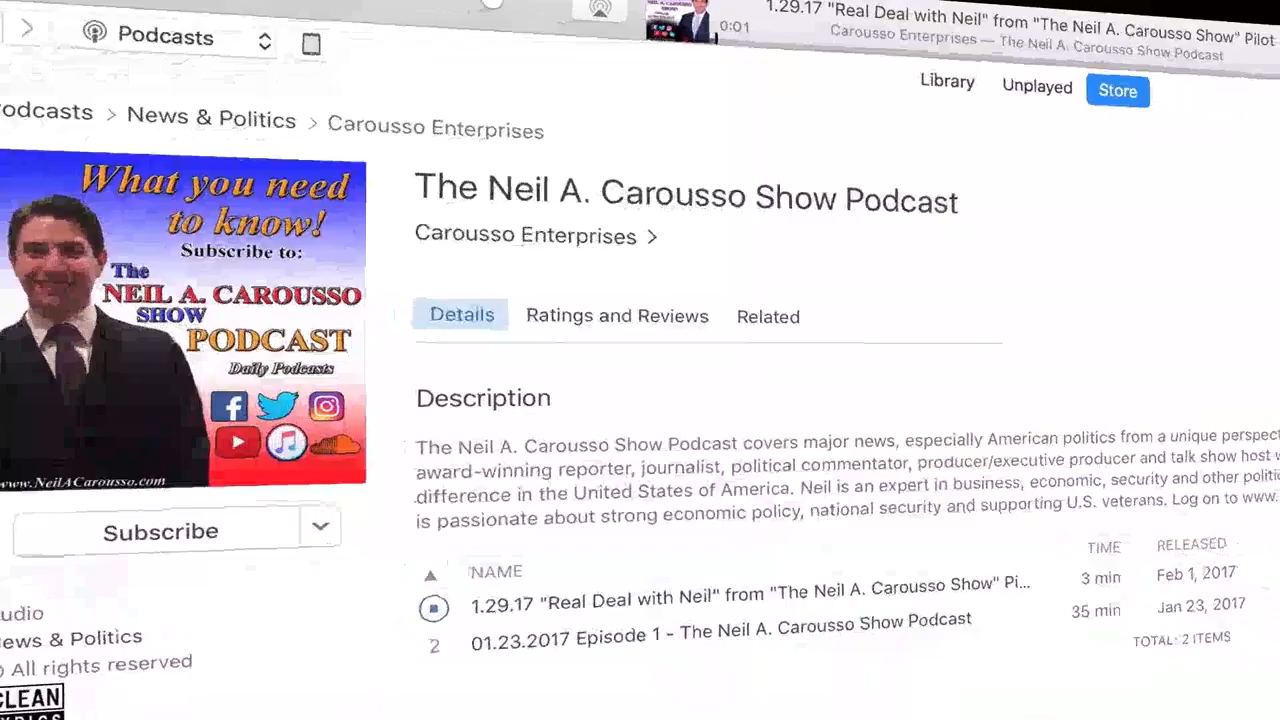 1.29.17 "Real Deal with Neil" from "The Neil A. Carousso Show" Pilot
Podcasts
0:01
Carousso Enterprises — The Neil A. Carousso Show Podcast
Library
Unplayed
Store
odcasts > News & Politics > Carousso Enterprises
What you need
to know!
Subscribe to:
The
NEIL A. CAROUSSO
SHOW
PODCAST
Daily Podcasts
www.NeilACarousso.com
Subscribe
udio
ews & Politics
All rights reserved
CLEAN
The Neil A. Carousso Show Podcast
Carousso Enterprises >
Details
Ratings and Reviews
Related
Description
The Neil A. Carousso Show Podcast covers major news, especially American politics from a unique perspect
award-winning reporter, journalist, political commentator, producer/executive producer and talk show host w
difference in the United States of America. Neil is an expert in business, economic, security and other politic
is passionate about strong economic policy, national security and supporting U.S. veterans. Log on to www.
NAME
TIME
RELEASED
1.29.17 "Real Deal with Neil" from "The Neil A. Carousso Show" Pi...
3 min
Feb 1, 2017
2
01.23.2017 Episode 1 - The Neil A. Carousso Show Podcast
35 min
Jan 23, 2017
TOTAL: 2 ITEMS